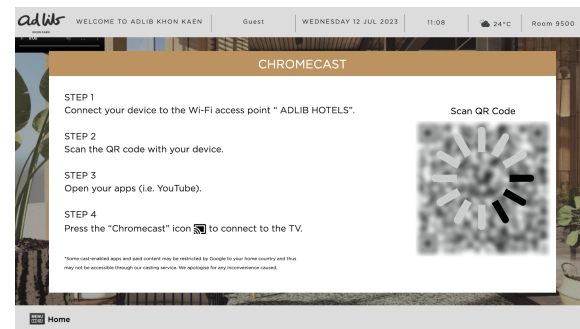 adlib
KHON KAEN
WELCOME TO ADLIB KHON KAEN
Guest
WEDNESDAY 12 JUL 2023
11:08
24°C
Room 9500
CHROMECAST
STEP 1
Connect your device to the Wi-Fi access point “ ADLIB HOTELS”.
STEP 2
Scan the QR code with your device.
STEP 3
Open your apps (i.e. YouTube).
STEP 4
Press the “Chromecast” icon to connect to the TV.
*Some cast-enabled apps and paid content may be restricted by Google to your home country and thus
may not be accessible through our casting service. We apologise for any inconvenience caused.
Scan QR Code
Home